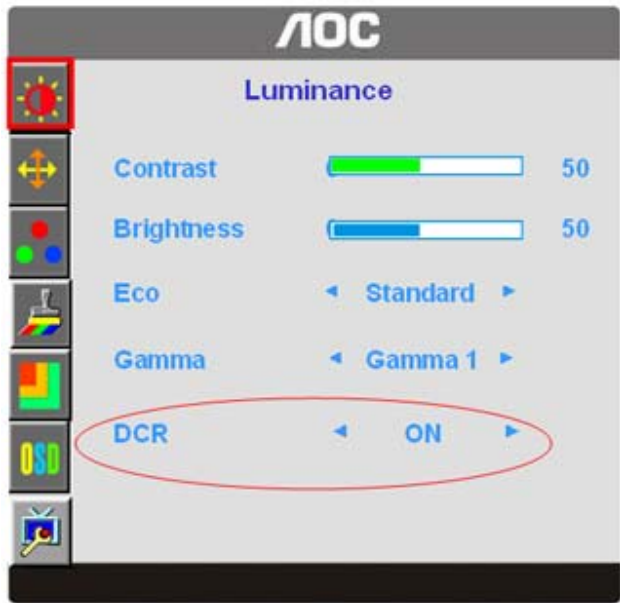 AOC
Luminance
Contrast 50
Brightness 50
Eco Standard
Gamma Gamma 1
DCR ON
OSD